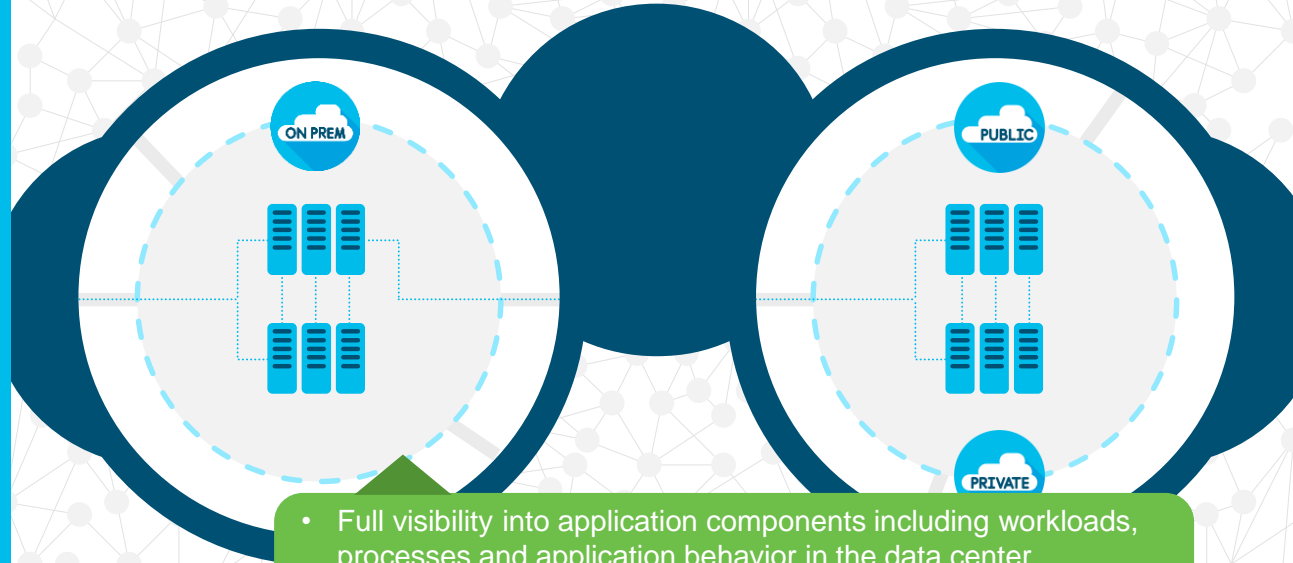 ON PREM
PUBLIC
PRIVATE
• Full visibility into application components including workloads,
processes and application behavior in the data center